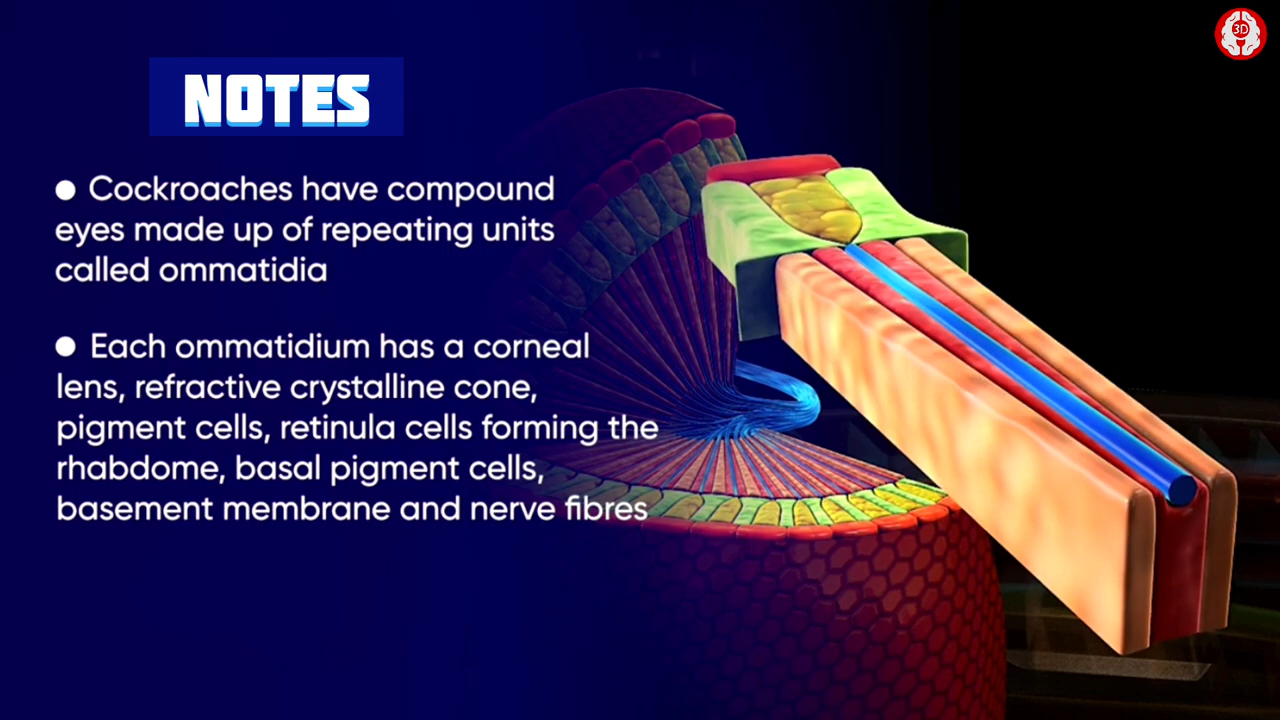 3D
NOTES
● Cockroaches have compound
eyes made up of repeating units
called ommatidia
● Each ommatidium has a corneal
lens, refractive crystalline cone,
pigment cells, retinula cells forming the
rhabdome, basal pigment cells,
basement membrane and nerve fibres